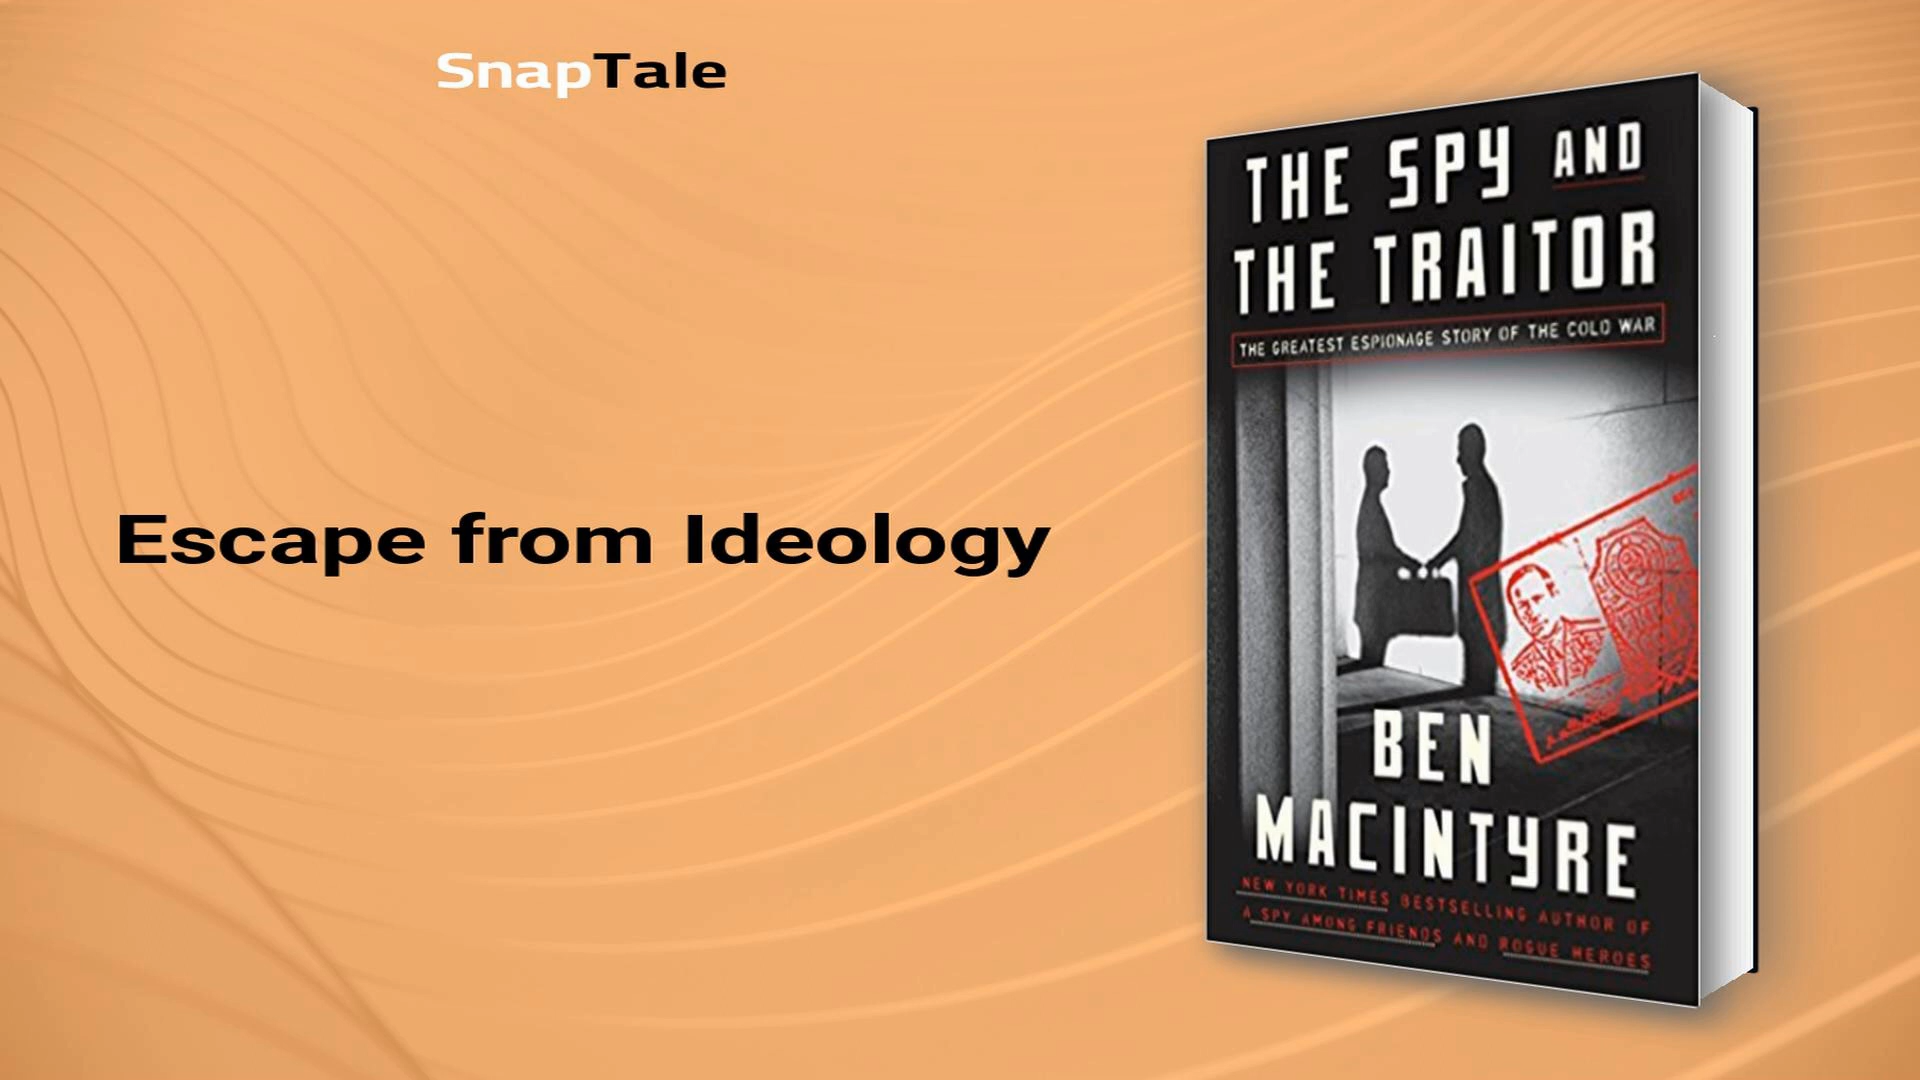 SnapTale
Escape from Ideology
THE SPY AND
THE TRAITOR
THE GREATEST ESPIONAGE STORY OF THE COLD WAR
BEN
MACINTYRE
NEW YORK TIMES BESTSELLING AUTHOR OF
A SPY AMONG FRIENDS AND ROGUE HEROES